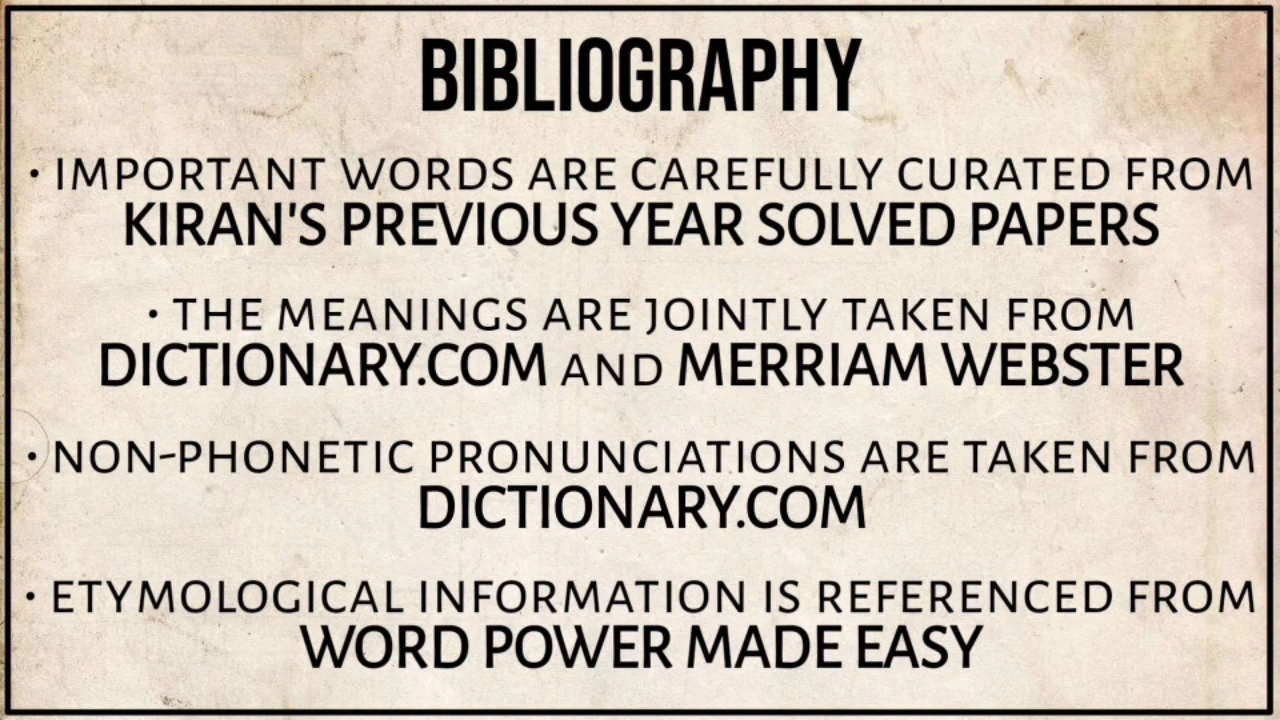 BIBLIOGRAPHY
• IMPORTANT WORDS ARE CAREFULLY CURATED FROM
KIRAN'S PREVIOUS YEAR SOLVED PAPERS
• THE MEANINGS ARE JOINTLY TAKEN FROM
DICTIONARY.COM AND MERRIAM WEBSTER
• NON-PHONETIC PRONUNCIATIONS ARE TAKEN FROM
DICTIONARY.COM
• ETYMOLOGICAL INFORMATION IS REFERENCED FROM
WORD POWER MADE EASY